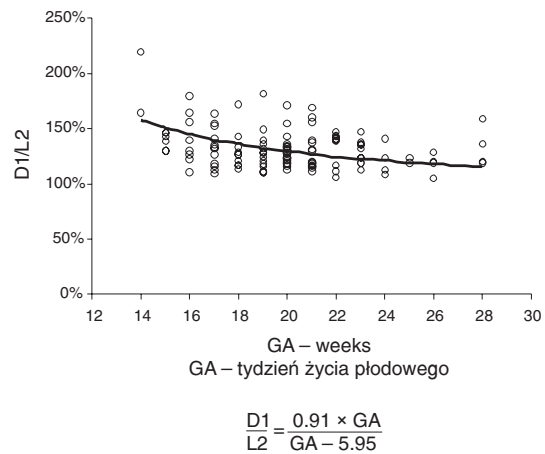 250%
200%
150%
100%
50%
0%
D1/L2
12 14 16 18 20 22 24 26 28 30
GA – weeks
GA – tydzień życia płodowego
D1/L2 = 0.91 × GA / GA – 5.95